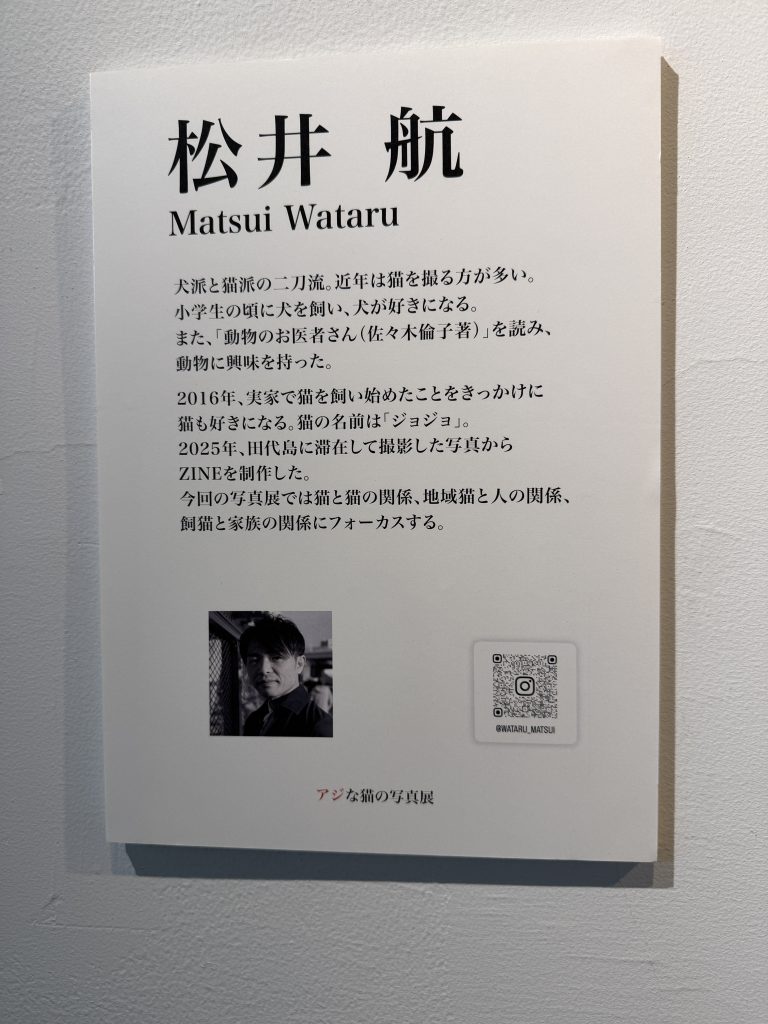 松井 航
Matsui Wataru
犬派と猫派の二刀流。近年は猫を撮る方が多い。
小学生の頃に犬を飼い、犬が好きになる。
また、「動物のお医者さん（佐々木倫子著）」を読み、
動物に興味を持った。
2016年、実家で猫を飼い始めたことをきっかけに
猫も好きになる。猫の名前は「ジョジョ」。
2025年、田代島に滞在して撮影した写真から
ZINEを制作した。
今回の写真展では猫と猫の関係、地域猫と人の関係、
飼猫と家族の関係にフォーカスする。
@WATARU_MATSUI
アジな猫の写真展